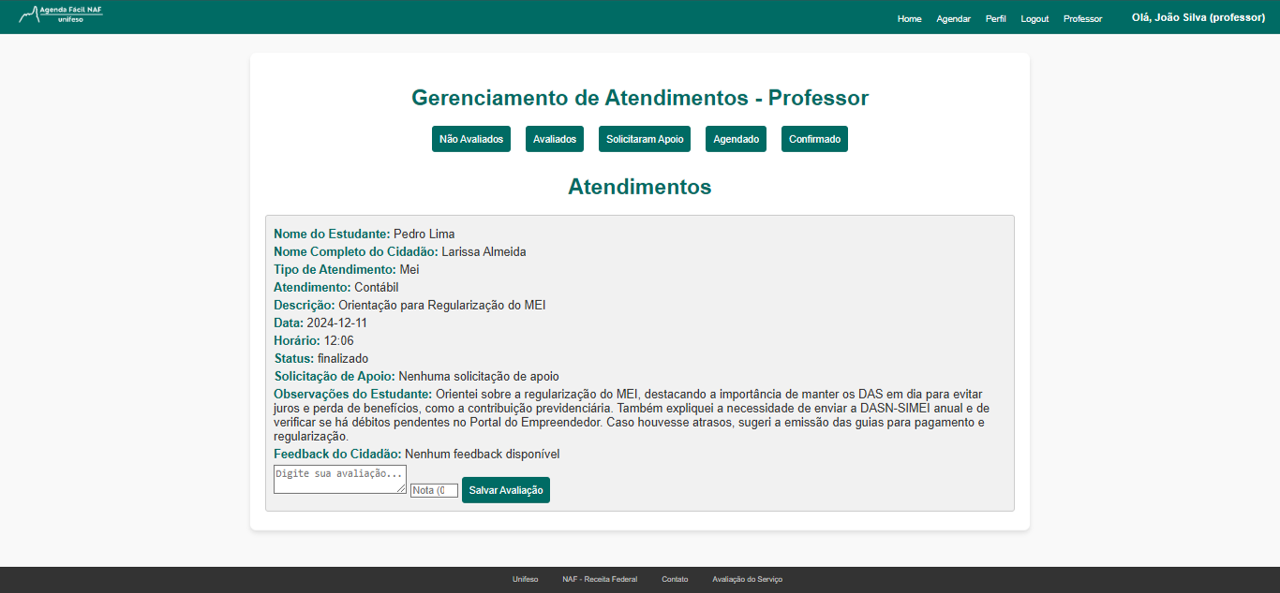 Agenda Fácil NAF
unifeso
Home Agendar Perfil Logout Professor Olá, João Silva (professor)
Gerenciamento de Atendimentos - Professor
Não Avaliados Avaliados Solicitaram Apoio Agendado Confirmado
Atendimentos
Nome do Estudante: Pedro Lima
Nome Completo do Cidadão: Larissa Almeida
Tipo de Atendimento: Mei
Atendimento: Contábil
Descrição: Orientação para Regularização do MEI
Data: 2024-12-11
Horário: 12:06
Status: finalizado
Solicitação de Apoio: Nenhuma solicitação de apoio
Observações do Estudante: Orientei sobre a regularização do MEI, destacando a importância de manter os DAS em dia para evitar
juros e perda de benefícios, como a contribuição previdenciária. Também expliquei a necessidade de enviar a DASN-SIMEI anual e de
verificar se há débitos pendentes no Portal do Empreendedor. Caso houvesse atrasos, sugeri a emissão das guias para pagamento e
regularização.
Feedback do Cidadão: Nenhum feedback disponível
Digite sua avaliação... Nota (0 Salvar Avaliação
Unifeso NAF - Receita Federal Contato Avaliação do Serviço